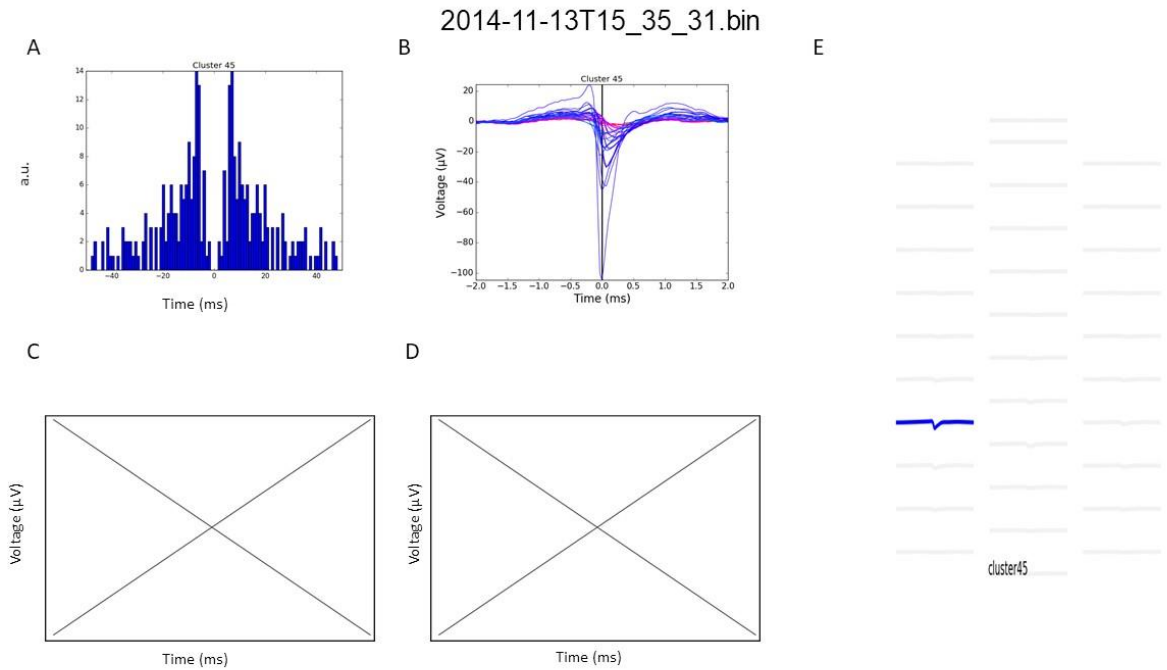 2014-11-13T15_35_31.bin
A
Cluster 45
14
12
10
8
6
4
2
0
a.u.
−40 −20 0 20 40
Time (ms)
B
Cluster 45
20
0
−20
−40
−60
−80
−100
Voltage (µV)
−2.0 −1.5 −1.0 −0.5 0.0 0.5 1.0 1.5 2.0
Time (ms)
C
Voltage (µV)
Time (ms)
D
Voltage (µV)
Time (ms)
E
cluster45